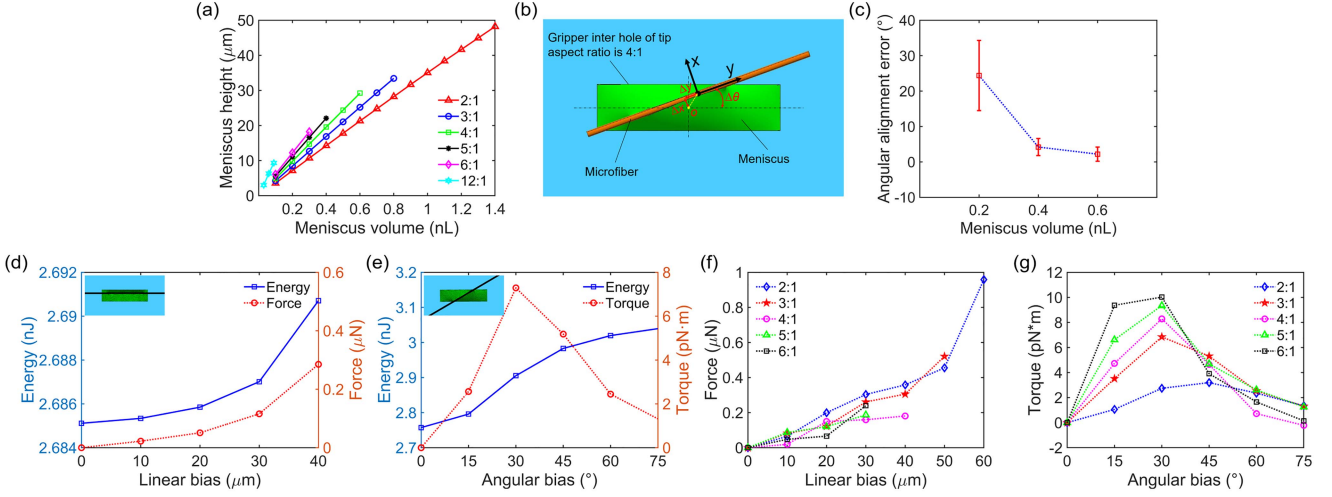 (a)
Meniscus height (μm)
50
40
30
20
10
0
2:1
3:1
4:1
5:1
6:1
12:1
0.2 0.4 0.6 0.8 1 1.2 1.4
Meniscus volume (nL)
(b)
Gripper inter hole of tip
aspect ratio is 4:1
x
y
Δθ
Microfiber
Meniscus
(c)
Angular alignment error (°)
40
30
20
10
0
-10
0.2 0.4 0.6
Meniscus volume (nL)
(d)
Energy (nJ)
2.692
2.69
2.688
2.686
2.684
Energy
Force
0.6
0.4
0.2
0
Force (μN)
0 10 20 30 40
Linear bias (μm)
(e)
Energy (nJ)
3.2
3.1
3
2.9
2.8
2.7
Energy
Torque
8
6
4
2
0
Torque (pN·m)
0 15 30 45 60 75
Angular bias (°)
(f)
Force (μN)
1
0.8
0.6
0.4
0.2
0
2:1
3:1
4:1
5:1
6:1
0 10 20 30 40 50 60
Linear bias (μm)
(g)
Torque (pN*m)
12
10
8
6
4
2
0
-2
2:1
3:1
4:1
5:1
6:1
0 15 30 45 60 75
Angular bias (°)